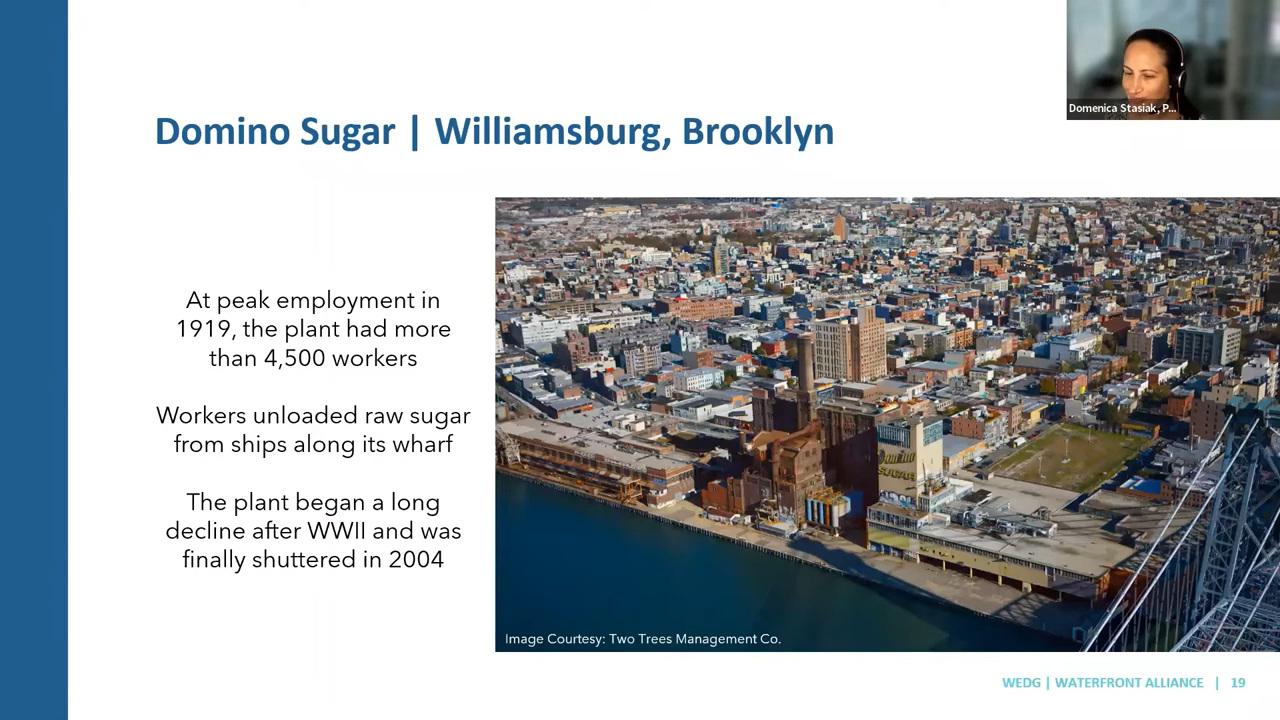 Domenica Stasiak, P...
Domino Sugar | Williamsburg, Brooklyn
At peak employment in
1919, the plant had more
than 4,500 workers
Workers unloaded raw sugar
from ships along its wharf
The plant began a long
decline after WWII and was
finally shuttered in 2004
Domino
SUGAR
Image Courtesy: Two Trees Management Co.
WEDG | WATERFRONT ALLIANCE | 19